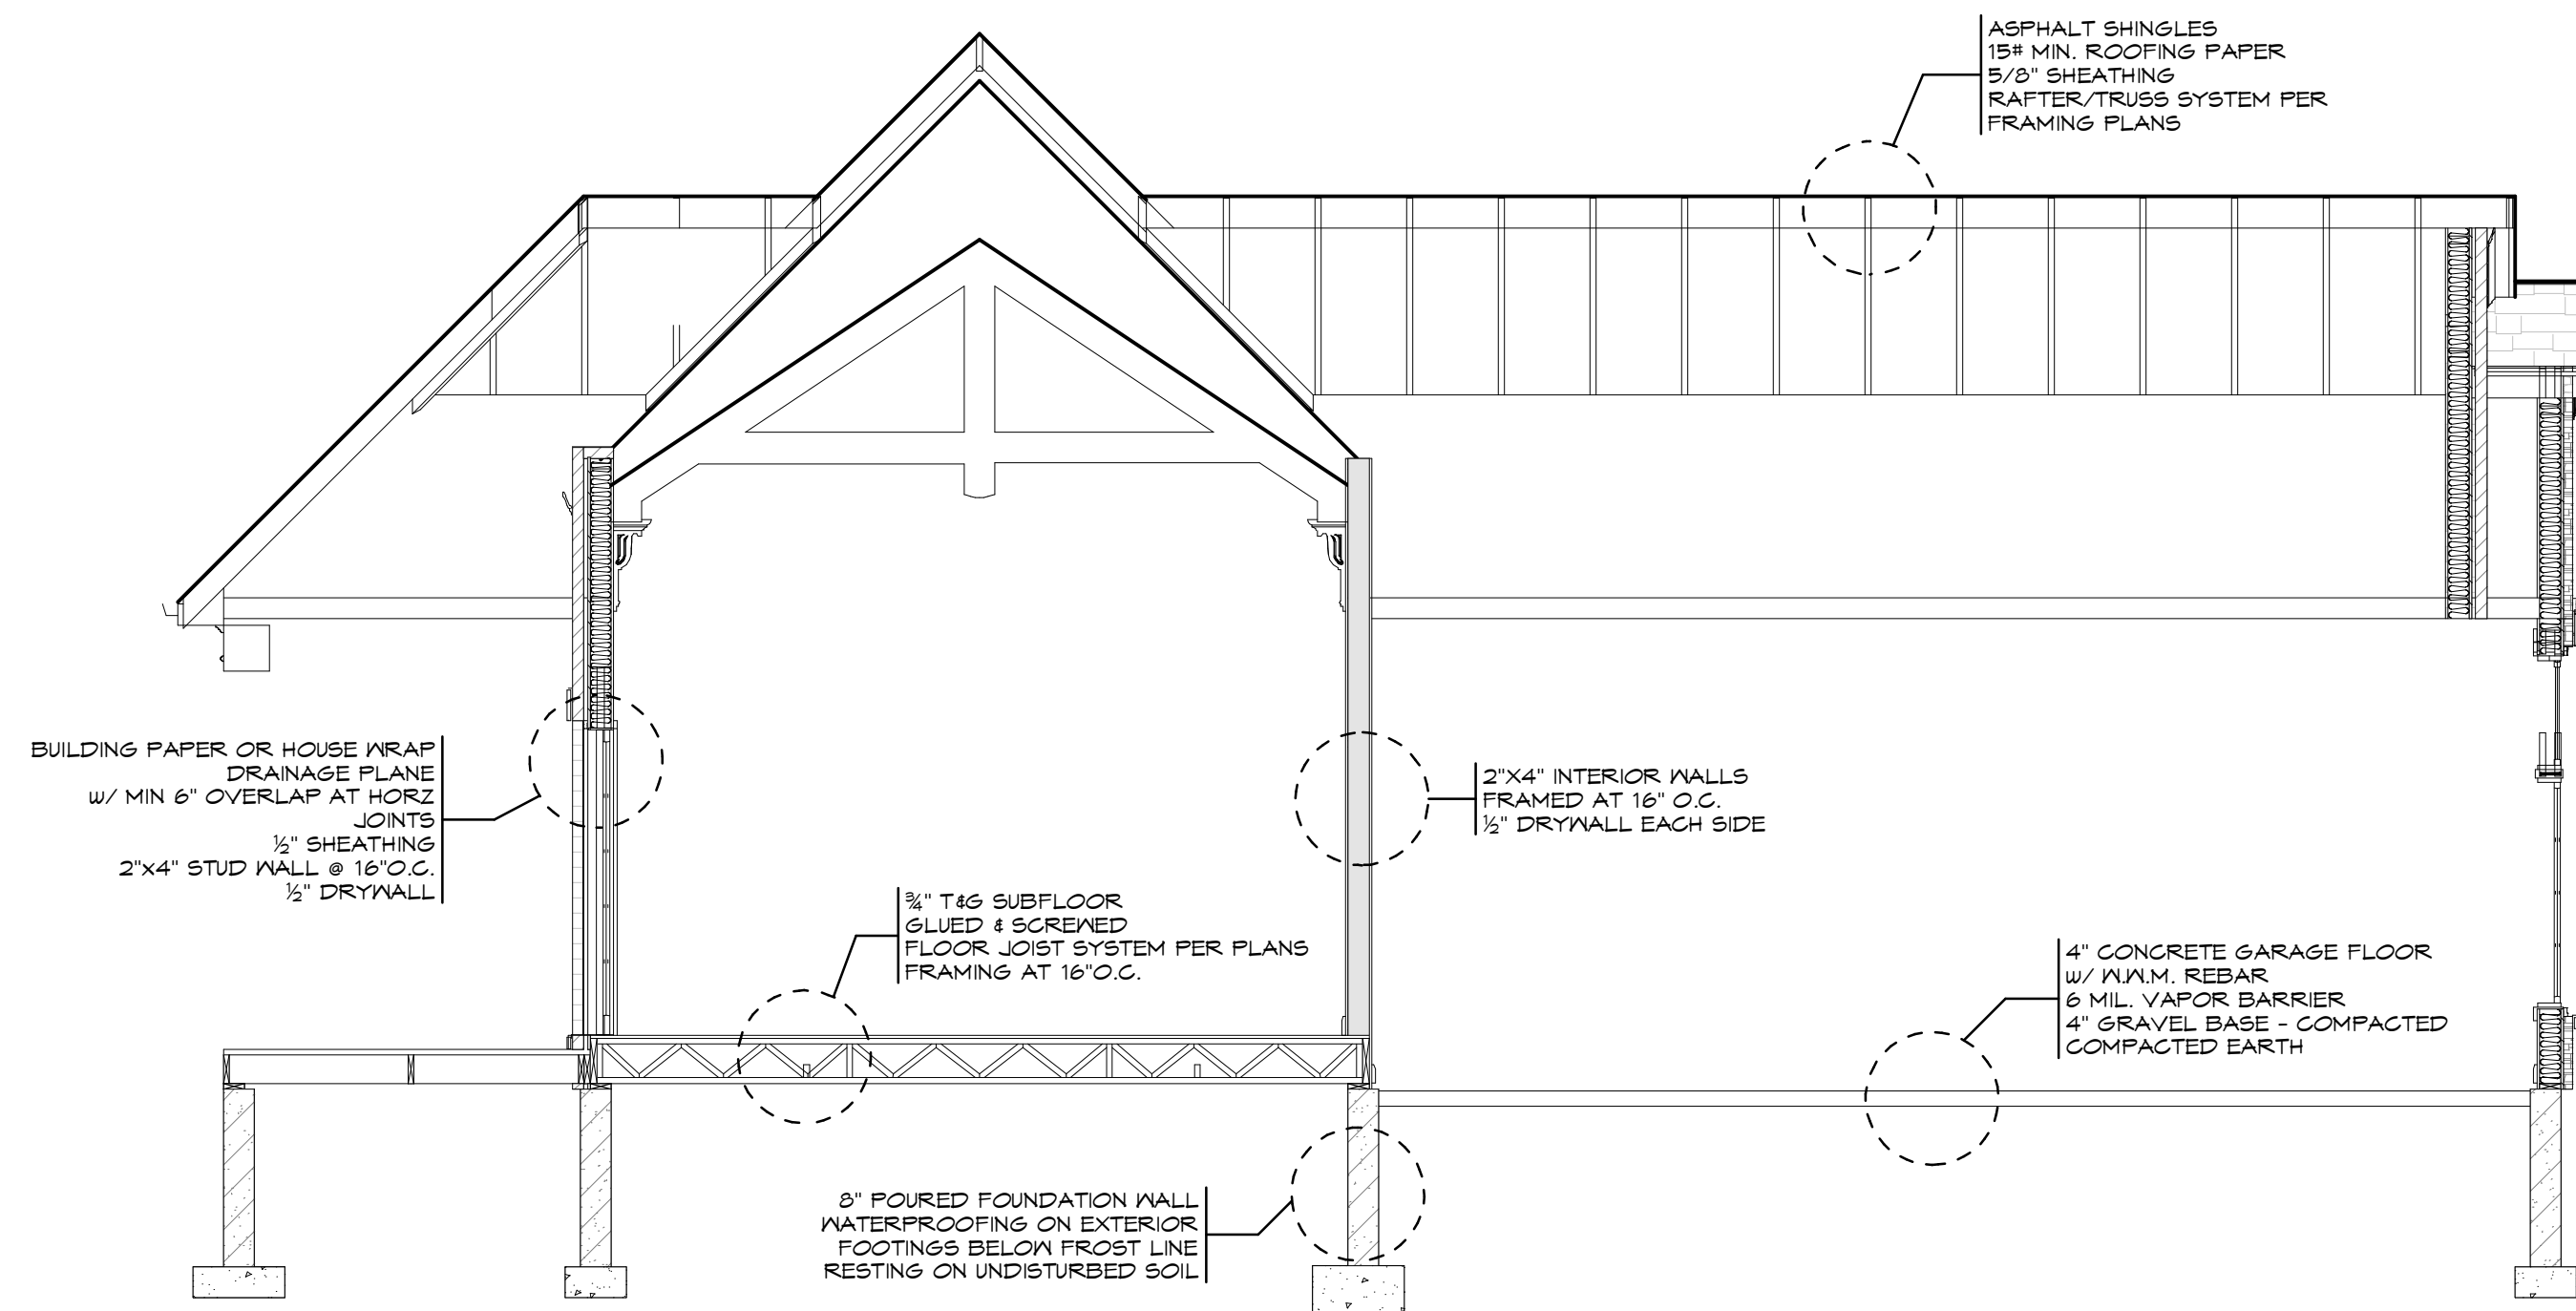 ASPHALT SHINGLES
15# MIN. ROOFING PAPER
5/8" SHEATHING
RAFTER/TRUSS SYSTEM PER
FRAMING PLANS
BUILDING PAPER OR HOUSE WRAP
DRAINAGE PLANE
W/ MIN 6" OVERLAP AT HORZ
JOINTS
½" SHEATHING
2"X4" STUD WALL @ 16"O.C.
½" DRYWALL
2"X4" INTERIOR WALLS
FRAMED AT 16" O.C.
½" DRYWALL EACH SIDE
¾" T&G SUBFLOOR
GLUED & SCREWED
FLOOR JOIST SYSTEM PER PLANS
FRAMING AT 16"O.C.
4" CONCRETE GARAGE FLOOR
W/ W.W.M. REBAR
6 MIL. VAPOR BARRIER
4" GRAVEL BASE - COMPACTED
COMPACTED EARTH
8" POURED FOUNDATION WALL
WATERPROOFING ON EXTERIOR
FOOTINGS BELOW FROST LINE
RESTING ON UNDISTURBED SOIL